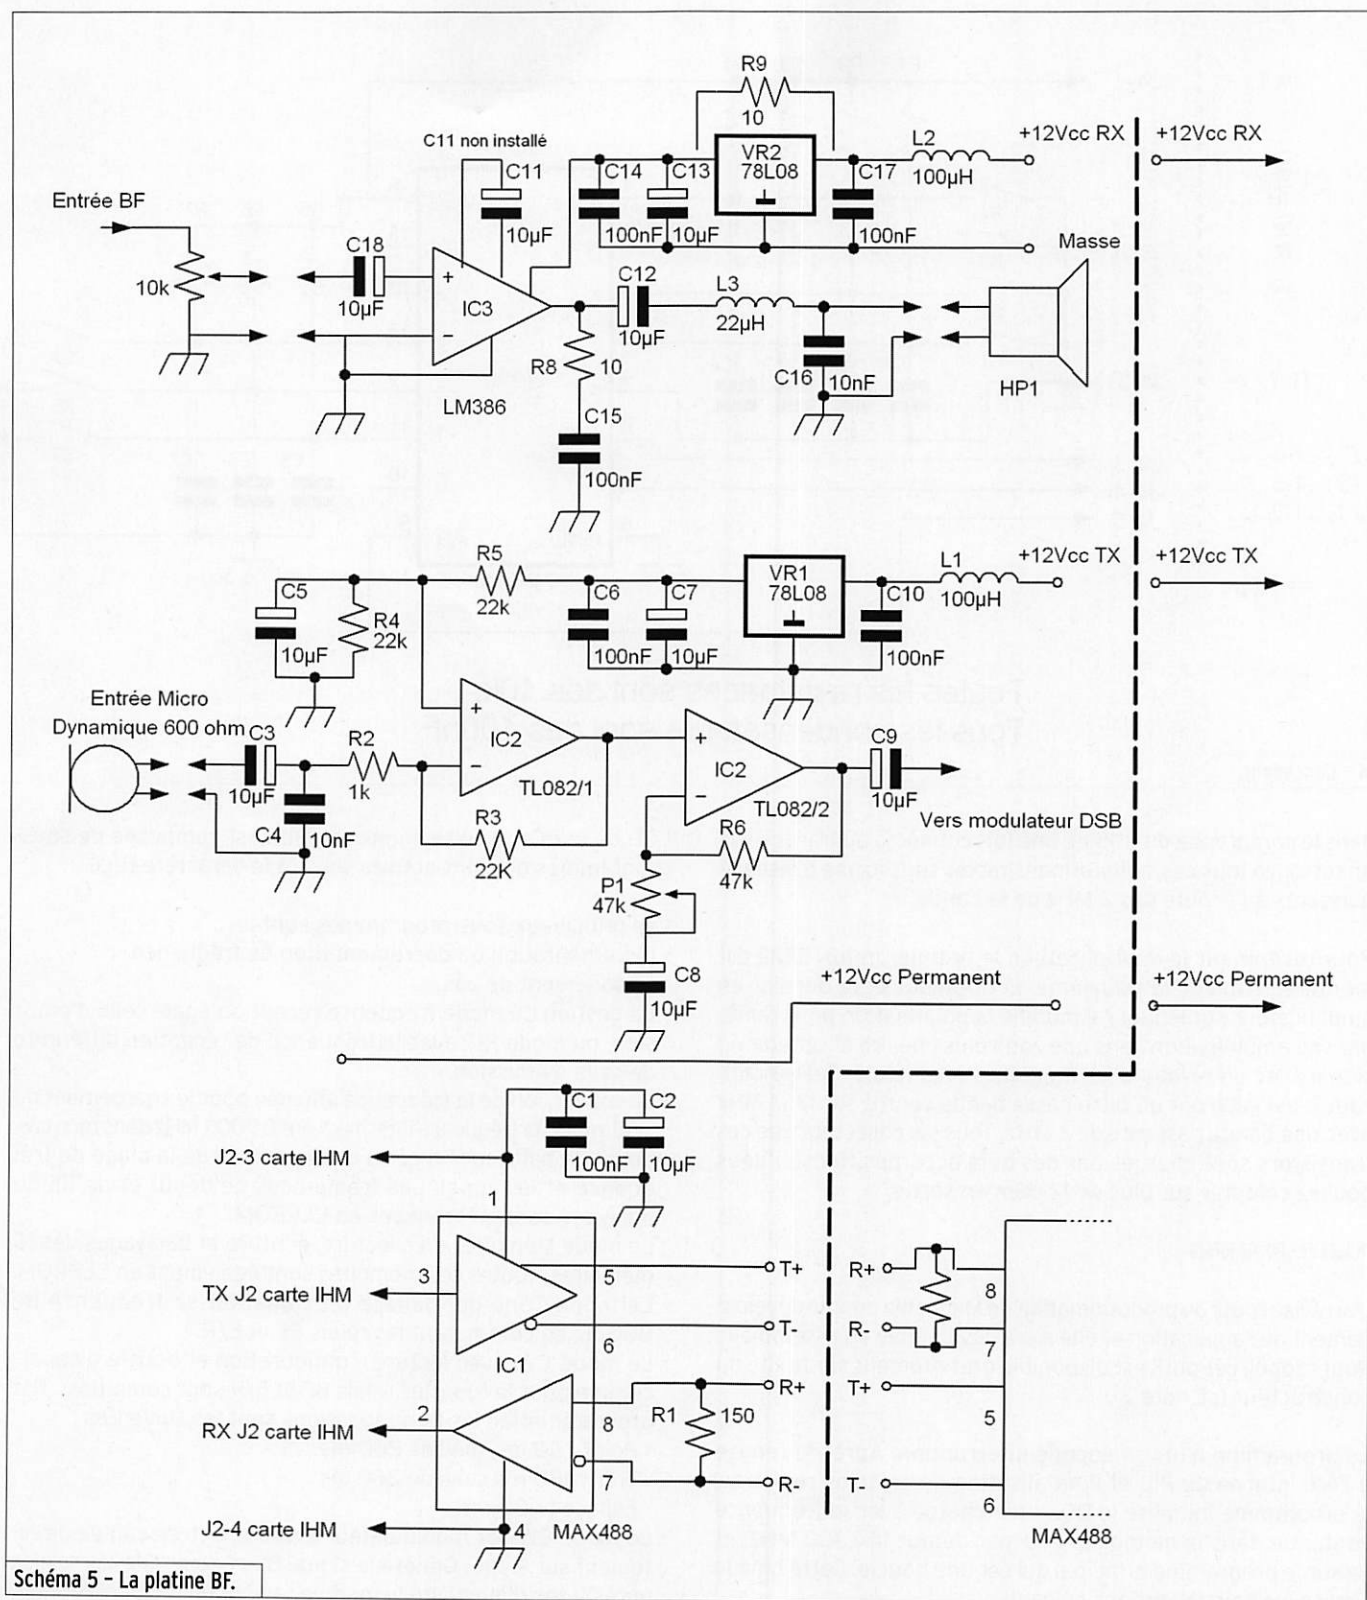 R9
10
C11 non installé
VR2
78L08
L2
100µH
+12Vcc RX
+12Vcc RX
C11
10µF
C14
100nF
C13
10µF
C17
100nF
Entrée BF
10k
C18
10µF
+
IC3
-
LM386
C12
10µF
L3
22µH
Masse
R8
10
C16
10nF
HP1
C15
100nF
R5
22k
VR1
78L08
L1
100µH
+12Vcc TX
+12Vcc TX
C5
10µF
R4
22k
C6
100nF
C7
10µF
C10
100nF
Entrée Micro
Dynamique 600 ohm
C3
10µF
R2
1k
C4
10nF
+
IC2
-
TL082/1
R3
22K
+
IC2
-
TL082/2
C9
10µF
Vers modulateur DSB
R6
47k
P1
47k
C8
10µF
+12Vcc Permanent
+12Vcc Permanent
C1
100nF
C2
10µF
J2-3 carte IHM
1
3
TX J2 carte IHM
5
T+
6
T-
IC1
2
RX J2 carte IHM
8
R+
R1
150
7
R-
J2-4 carte IHM
4
MAX488
R+
8
R-
7
T+
5
T-
6
MAX488
Schéma 5 - La platine BF.